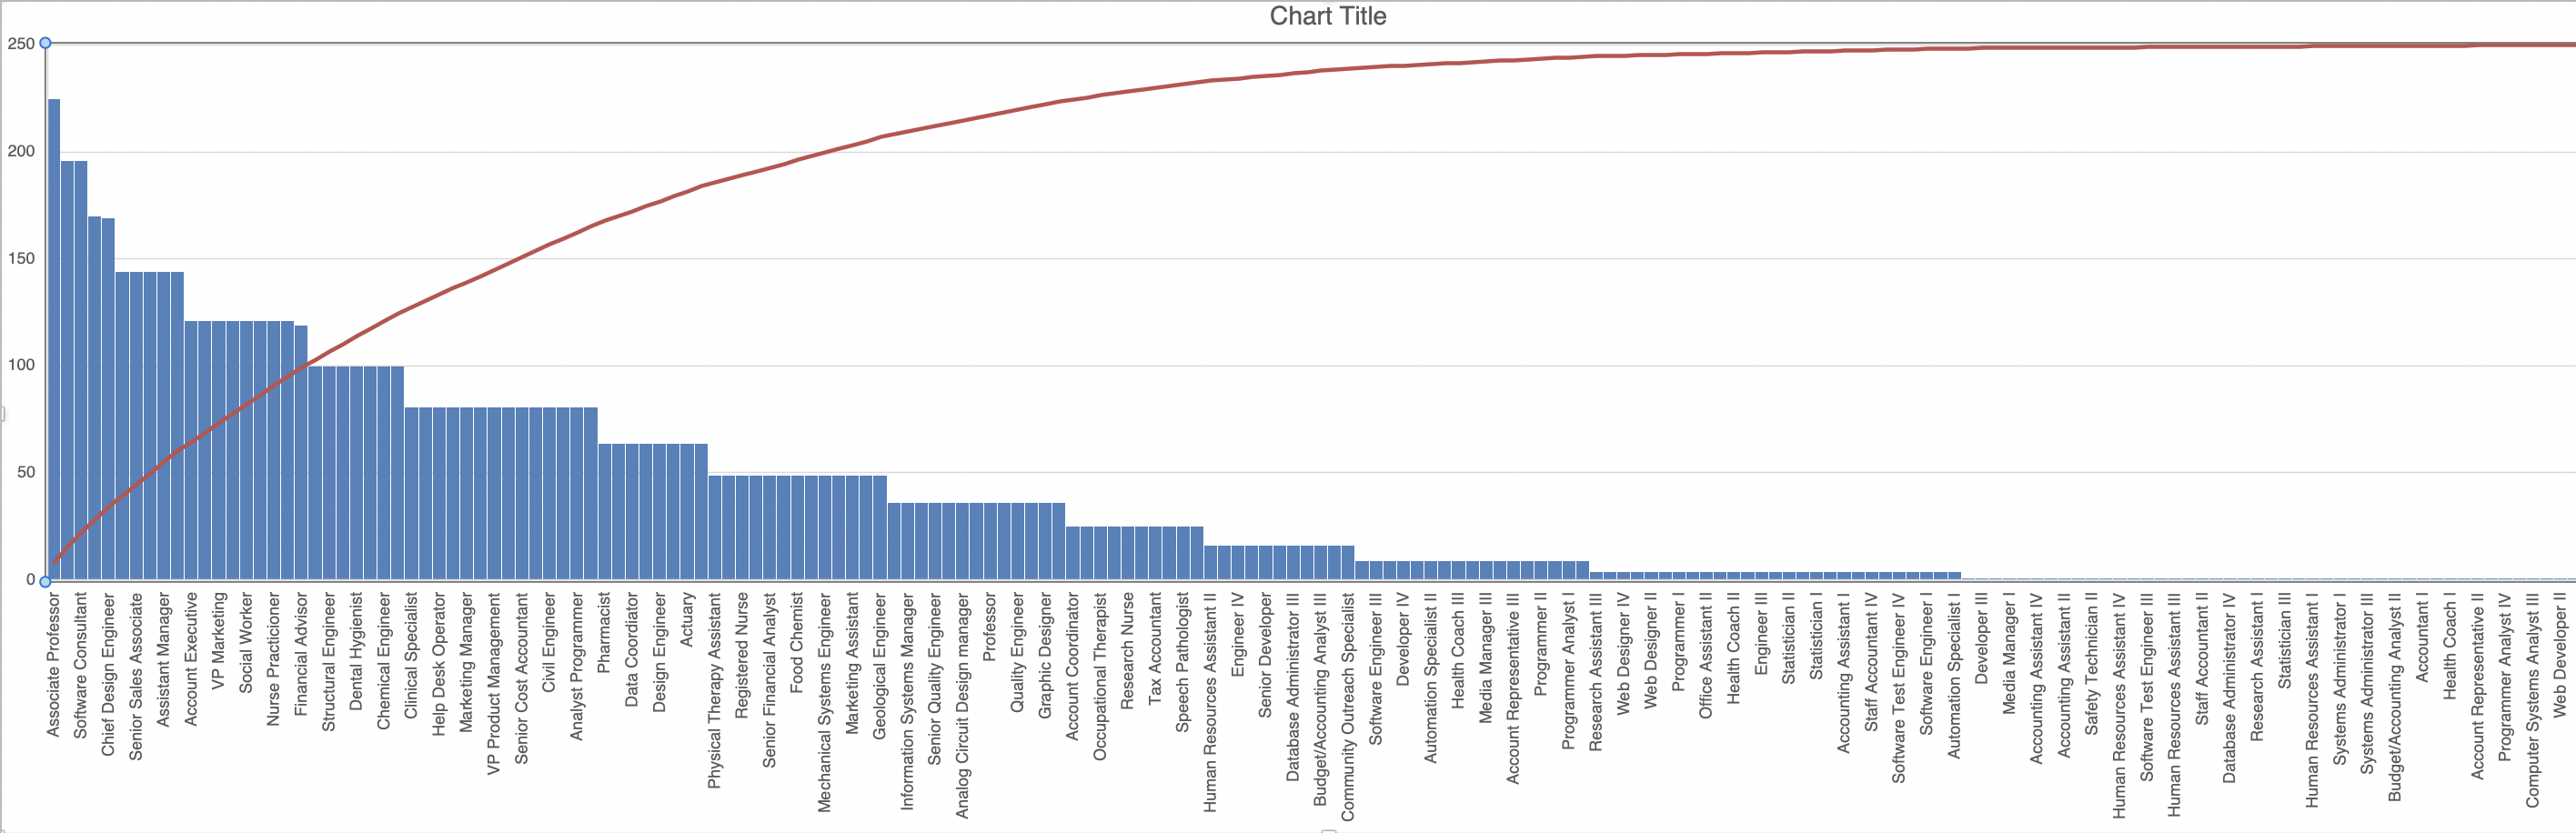 Chart Title
250
200
150
100
50
0
Associate Professor
Software Consultant
Chief Design Engineer
Senior Sales Associate
Assistant Manager
Account Executive
VP Marketing
Social Worker
Nurse Practicioner
Financial Advisor
Structural Engineer
Dental Hygienist
Chemical Engineer
Clinical Specialist
Help Desk Operator
Marketing Manager
VP Product Management
Senior Cost Accountant
Civil Engineer
Analyst Programmer
Pharmacist
Data Coordiator
Design Engineer
Actuary
Physical Therapy Assistant
Registered Nurse
Senior Financial Analyst
Food Chemist
Mechanical Systems Engineer
Marketing Assistant
Geological Engineer
Information Systems Manager
Senior Quality Engineer
Analog Circuit Design manager
Professor
Quality Engineer
Graphic Designer
Account Coordinator
Occupational Therapist
Research Nurse
Tax Accountant
Speech Pathologist
Human Resources Assistant II
Engineer IV
Senior Developer
Database Administrator III
Budget/Accounting Analyst III
Community Outreach Specialist
Software Engineer III
Developer IV
Automation Specialist II
Health Coach III
Media Manager III
Account Representative III
Programmer II
Programmer Analyst I
Research Assistant III
Web Designer IV
Web Designer II
Programmer I
Office Assistant II
Health Coach II
Engineer III
Statistician II
Statistician I
Accounting Assistant I
Staff Accountant IV
Software Test Engineer IV
Software Engineer I
Automation Specialist I
Developer III
Media Manager I
Accounting Assistant IV
Accounting Assistant II
Safety Technician II
Human Resources Assistant IV
Software Test Engineer III
Human Resources Assistant III
Staff Accountant II
Database Administrator IV
Research Assistant I
Statistician III
Human Resources Assistant I
Systems Administrator I
Systems Administrator III
Budget/Accounting Analyst II
Accountant I
Health Coach I
Account Representative II
Programmer Analyst IV
Computer Systems Analyst III
Web Developer II